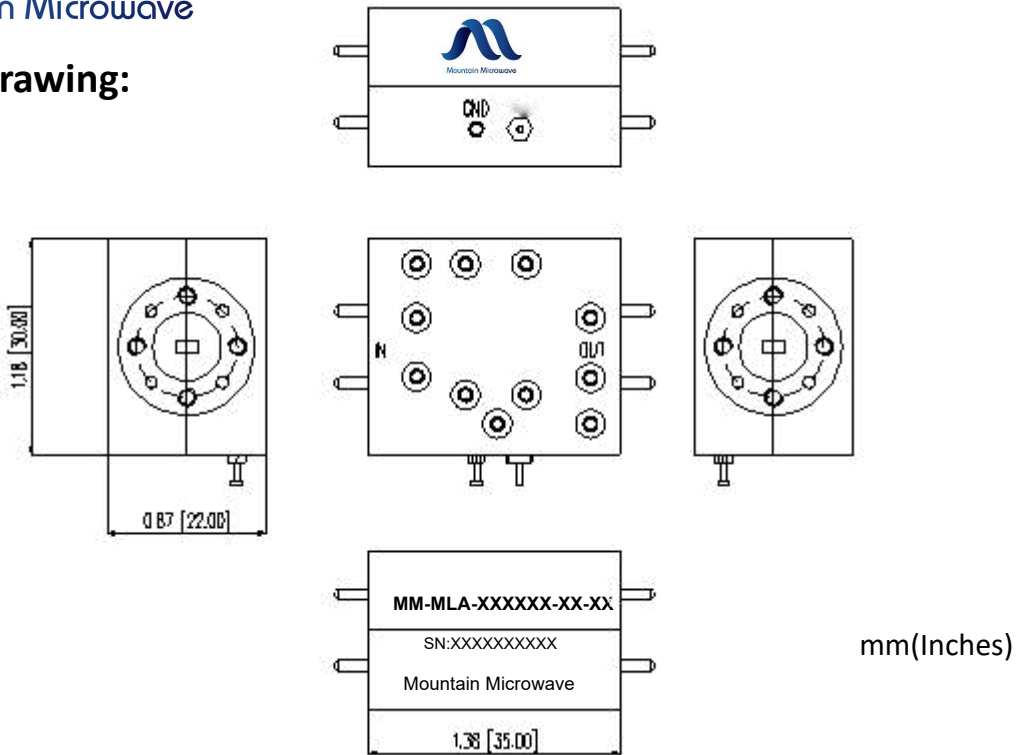 n Microwave
rawing:
Mountain Microwave
GND
1.18 [30.00]
IN
OUT
0.87 [22.00]
MM-MLA-XXXXXX-XX-XX
SN:XXXXXXXXXX
mm(Inches)
Mountain Microwave
1.38 [35.00]